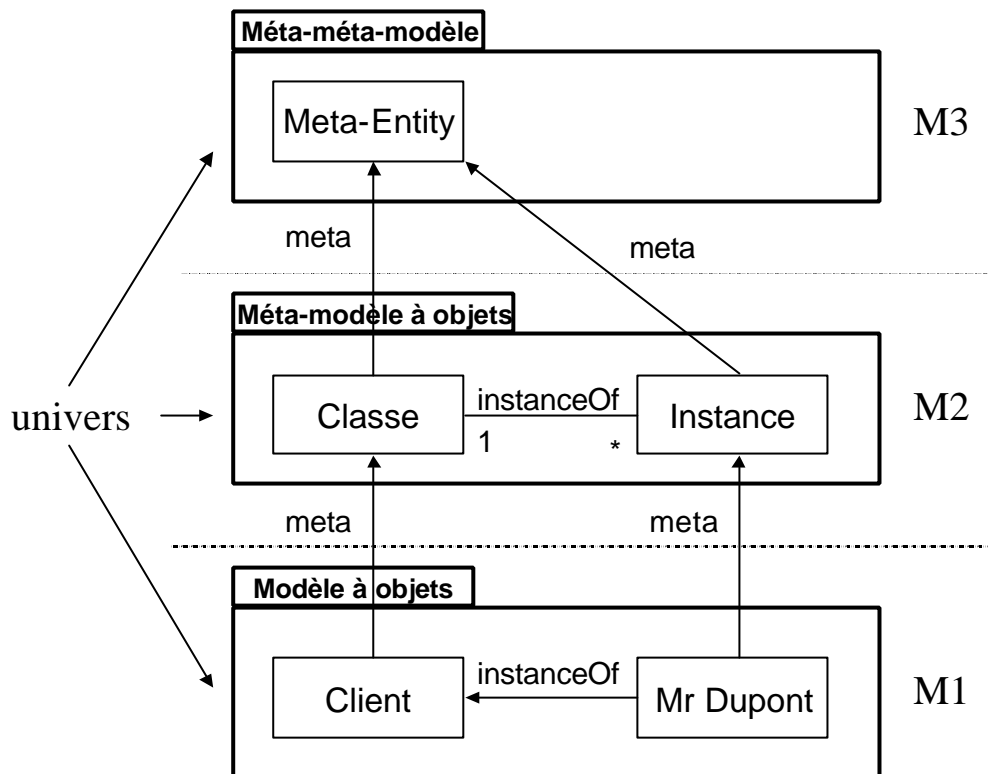 Méta-méta-modèle
Meta-Entity
M3
meta
meta
Méta-modèle à objets
univers
Classe
instanceOf
1
*
Instance
M2
meta
meta
Modèle à objets
Client
instanceOf
Mr Dupont
M1